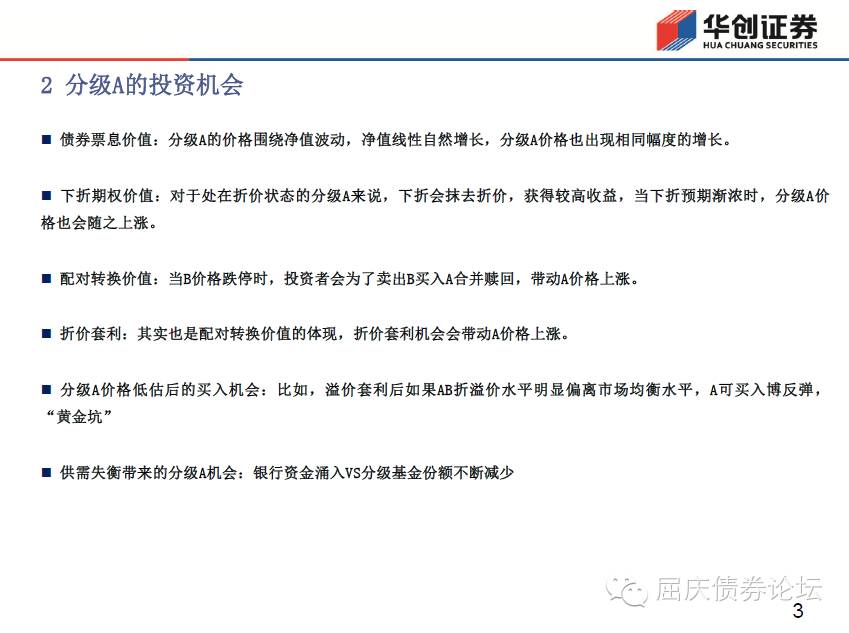 华创证券
HUA CHUANG SECURITIES
2 分级A的投资机会
■ 债券票息价值：分级A的价格围绕净值波动，净值线性自然增长，分级A价格也出现相同幅度的增长。
■ 下折期权价值：对于处在折价状态的分级A来说，下折会抹去折价，获得较高收益，当下折预期渐浓时，分级A价
格也会随之上涨。
■ 配对转换价值：当B价格跌停时，投资者会为了卖出B买入A合并赎回，带动A价格上涨。
■ 折价套利：其实也是配对转换价值的体现，折价套利机会会带动A价格上涨。
■ 分级A价格低估后的买入机会：比如，溢价套利后如果AB折溢价水平明显偏离市场均衡水平，A可买入博反弹，
“黄金坑”
■ 供需失衡带来的分级A机会：银行资金涌入VS分级基金份额不断减少
屈庆债券论坛
3